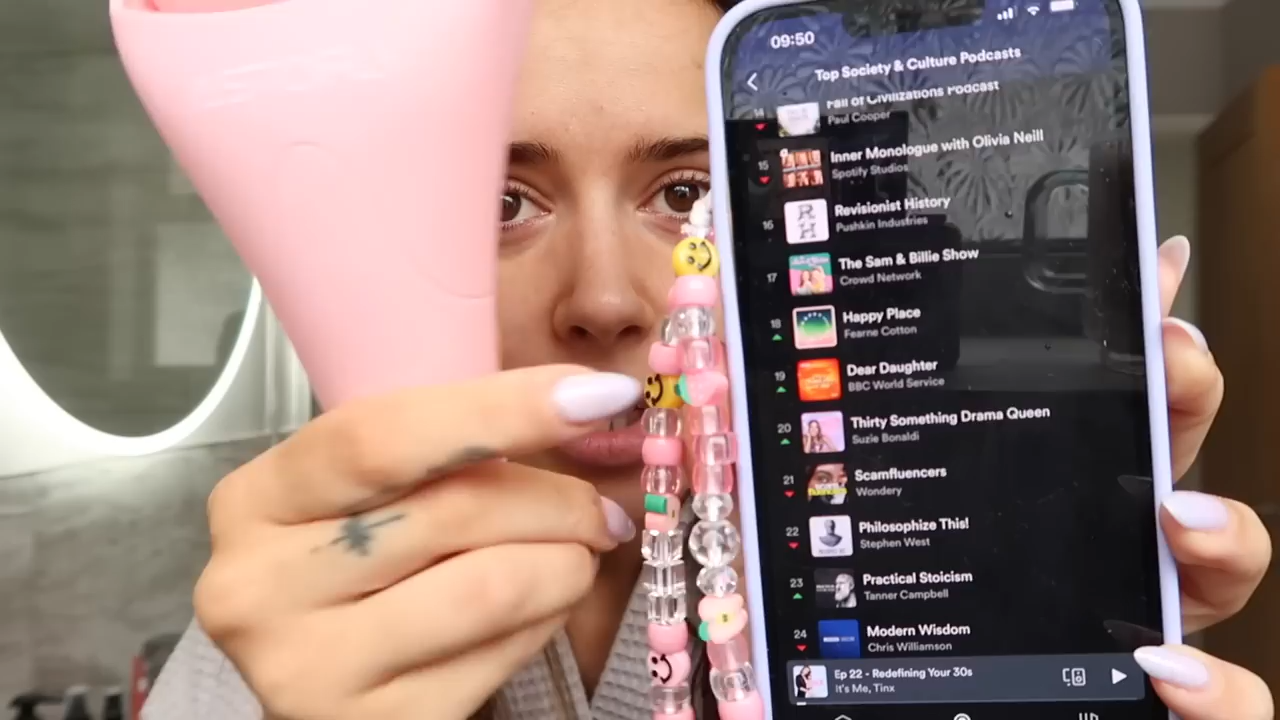 09:50
Top Society & Culture Podcasts
14
Fall of Civilizations Podcast
Paul Cooper
15
Inner Monologue with Olivia Neill
Spotify Studios
16
R
H
Revisionist History
Pushkin Industries
17
The Sam & Billie Show
Crowd Network
18
Happy Place
Fearne Cotton
19
Dear Daughter
BBC World Service
20
Thirty Something Drama Queen
Suzie Bonaldi
21
Scamfluencers
Wondery
22
Philosophize This!
Stephen West
23
Practical Stoicism
Tanner Campbell
24
Modern Wisdom
Chris Williamson
Ep 22 - Redefining Your 30s
It's Me, Tinx